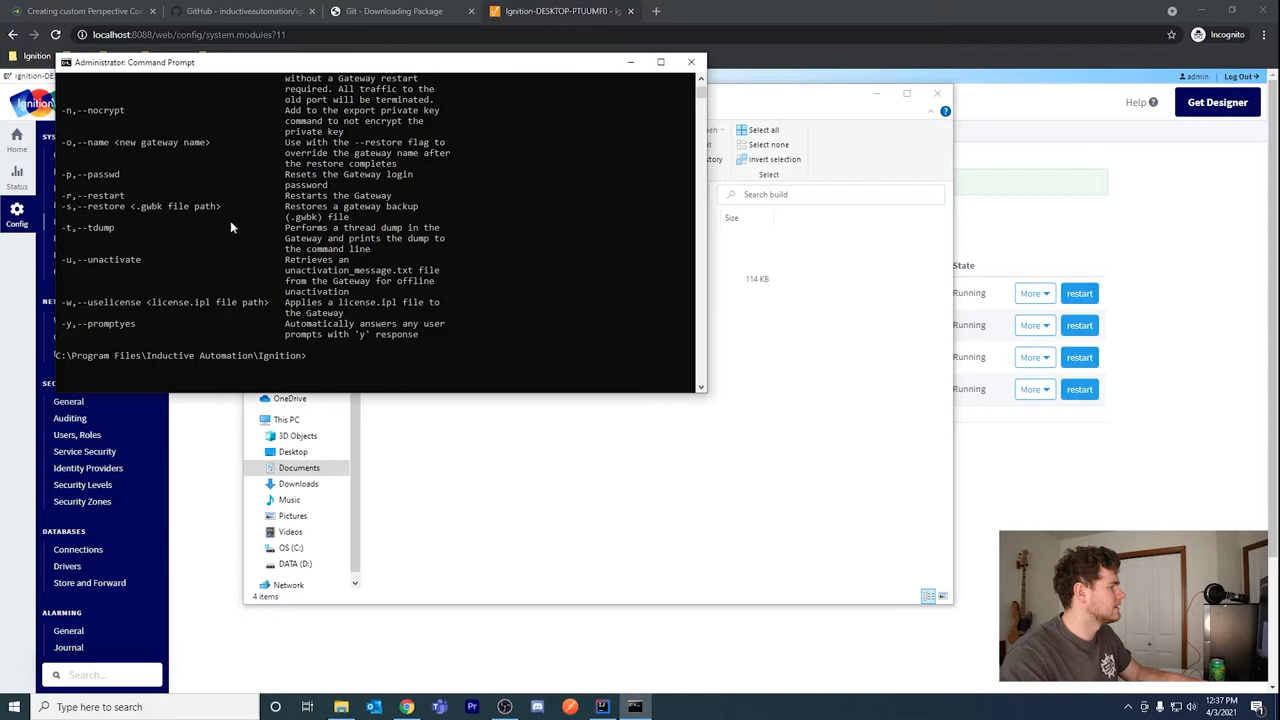 Creating custom Perspective Con
GitHub - inductiveautomation/i
Git - Downloading Package
Ignition-DESKTOP-PTUUMF0 - Ig
localhost:8088/web/config/system.modules?11
Incognito
Ignition
Administrator: Command Prompt
Ignition-DES
admin
Log Out
Help
Get Designer
Home
Status
Config
without a Gateway restart
required. All traffic to the
old port will be terminated.
-n,--nocrypt Add to the export private key
command to not encrypt the
private key
-o,--name <new gateway name> Use with the --restore flag to
override the gateway name after
the restore completes
-p,--passwd Resets the Gateway login
password
-r,--restart Restarts the Gateway
-s,--restore <.gwbk file path> Restores a gateway backup
(.gwbk) file
-t,--tdump Performs a thread dump in the
Gateway and prints the dump to
the command line
-u,--unactivate Retrieves an
unactivation_message.txt file
from the Gateway for offline
unactivation
-w,--uselicense <license.ipl file path> Applies a license.ipl file to
the Gateway
-y,--promptyes Automatically answers any user
prompts with 'y' response
C:\Program Files\Inductive Automation\Ignition>
Select all
Select none
Invert selection
Select
Search build
Size
114 KB
State
Running More restart
Running More restart
Running More restart
Running More restart
General
Auditing
Users, Roles
Service Security
Identity Providers
Security Levels
Security Zones
DATABASES
Connections
Drivers
Store and Forward
ALARMING
General
Journal
Search...
OneDrive
This PC
3D Objects
Desktop
Documents
Downloads
Music
Pictures
Videos
OS (C:)
DATA (D:)
Network
4 items
Type here to search
12:37 PM
4/3/2021